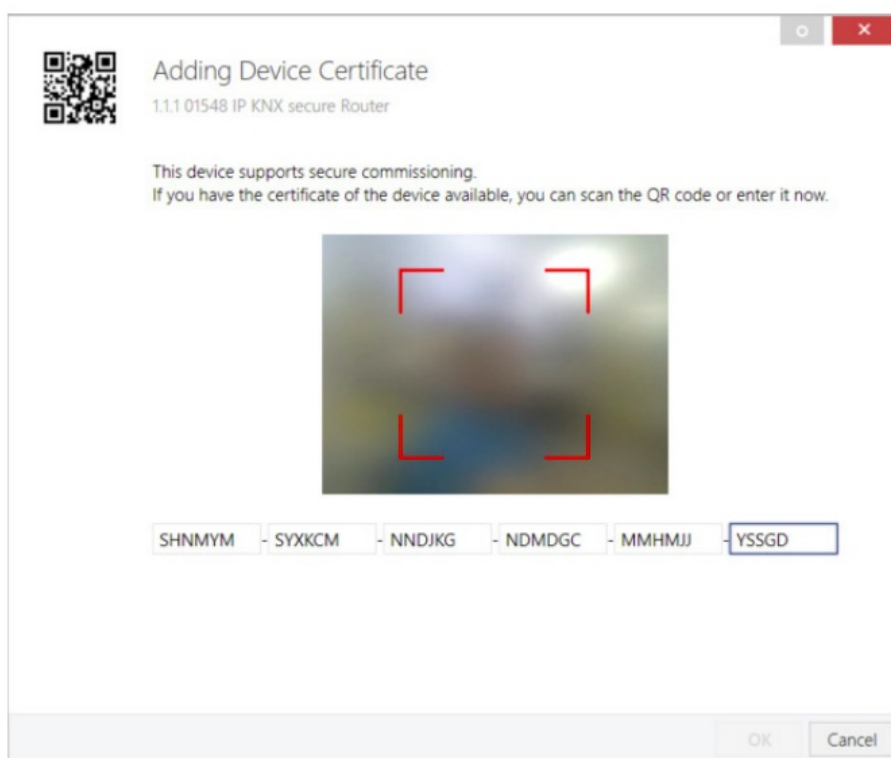 Adding Device Certificate
1.1.1 01548 IP KNX secure Router
This device supports secure commissioning.
If you have the certificate of the device available, you can scan the QR code or enter it now.
SHNMYM - SYXKCM - NNDJKG - NDMDGC - MMHMJJ - YSSGD
OK Cancel